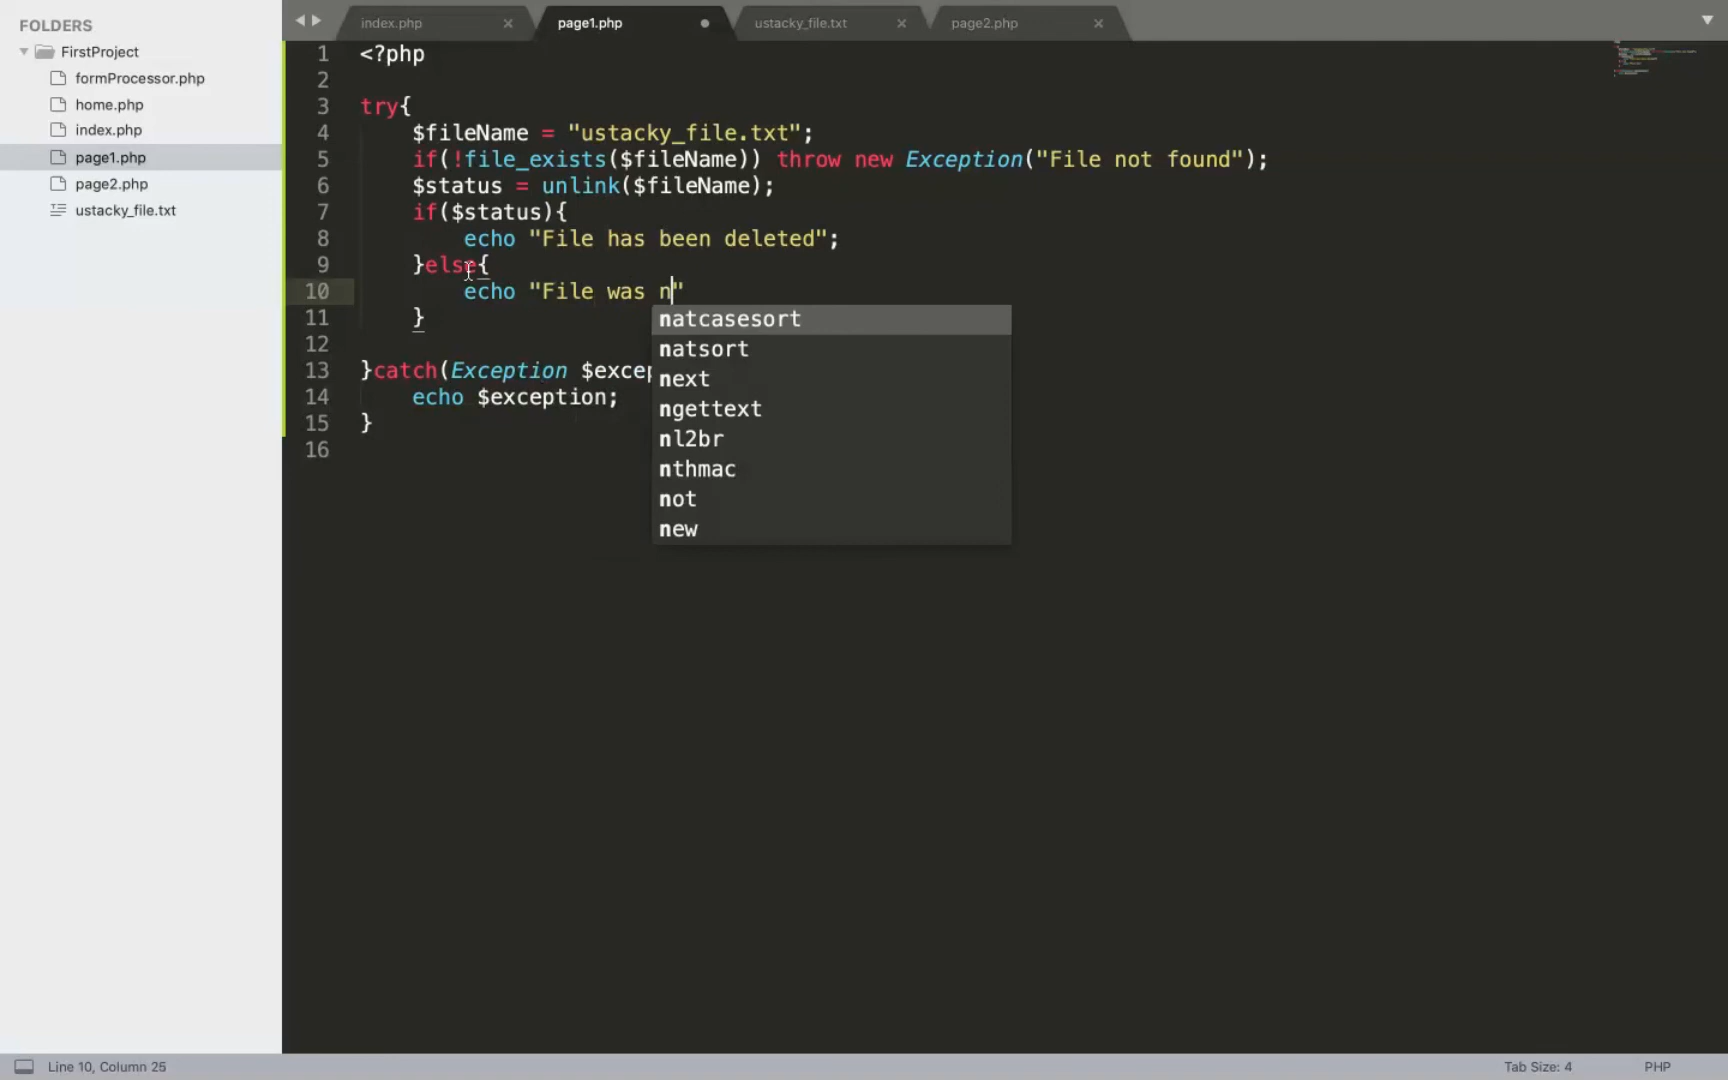 FOLDERS
FirstProject
formProcessor.php
home.php
index.php
page1.php
page2.php
ustacky_file.txt
index.php × page1.php ustacky_file.txt × page2.php ×
1 <?php
2
3 try{
4 $fileName = "ustacky_file.txt";
5 if(!file_exists($fileName)) throw new Exception("File not found");
6 $status = unlink($fileName);
7 if($status){
8 echo "File has been deleted";
9 }else{
10 echo "File was n"
11 }
12
13 }catch(Exception $excep
14 echo $exception;
15 }
16
natcasesort
natsort
next
ngettext
nl2br
nthmac
not
new
Line 10, Column 25 Tab Size: 4 PHP